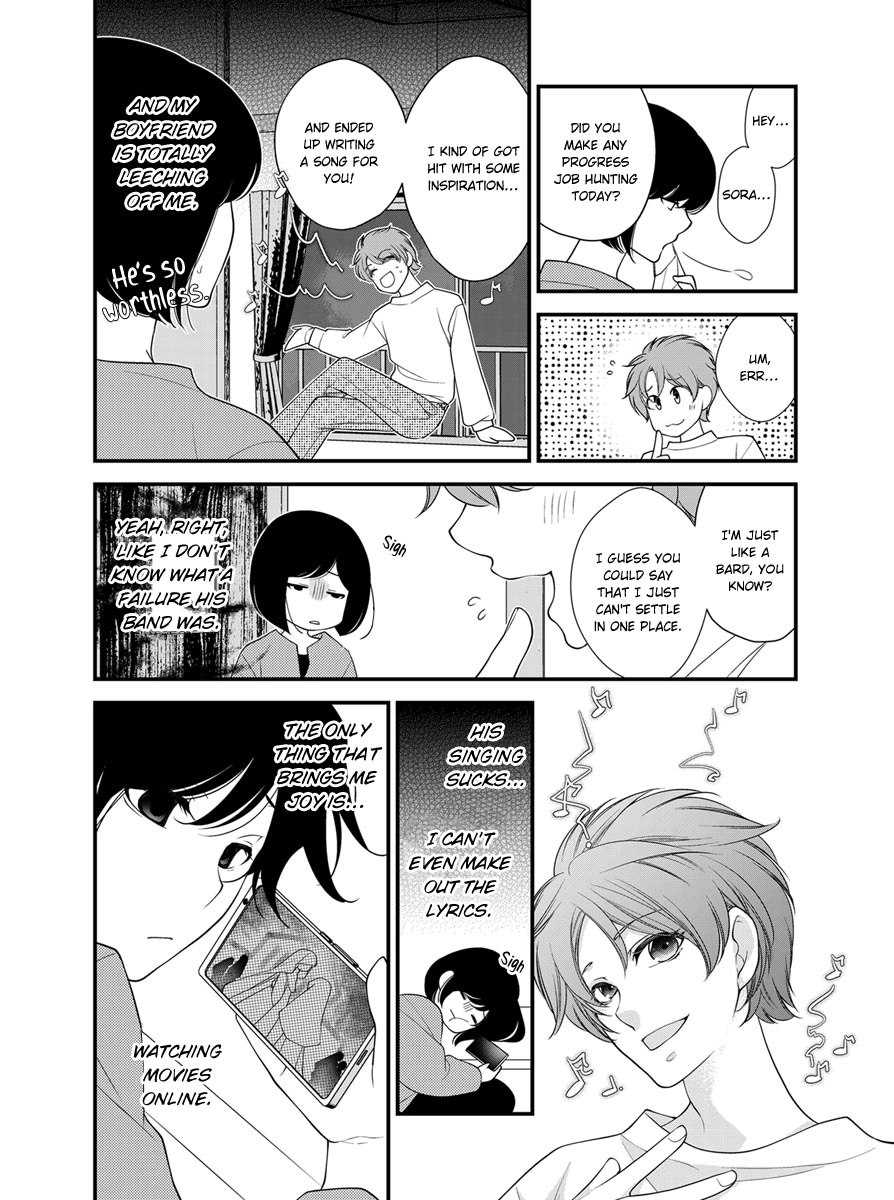 HEY...
SORA...
DID YOU
MAKE ANY
PROGRESS
JOB HUNTING
TODAY?
UM,
ERR...
I KIND OF GOT
HIT WITH SOME
INSPIRATION...
AND ENDED
UP WRITING
A SONG FOR
YOU!
AND MY
BOYFRIEND
IS TOTALLY
LEECHING
OFF ME.
He's so
worthless.
I'M JUST
LIKE A
BARD, YOU
KNOW?
I GUESS YOU
COULD SAY
THAT I JUST
CAN'T SETTLE
IN ONE PLACE.
Sigh
YEAH, RIGHT,
LIKE I DON'T
KNOW WHAT A
FAILURE HIS
BAND WAS.
HIS
SINGING
SUCKS...
I CAN'T
EVEN MAKE
OUT THE
LYRICS.
Sigh
THE ONLY
THING THAT
BRINGS ME
JOY IS...
WATCHING
MOVIES
ONLINE.